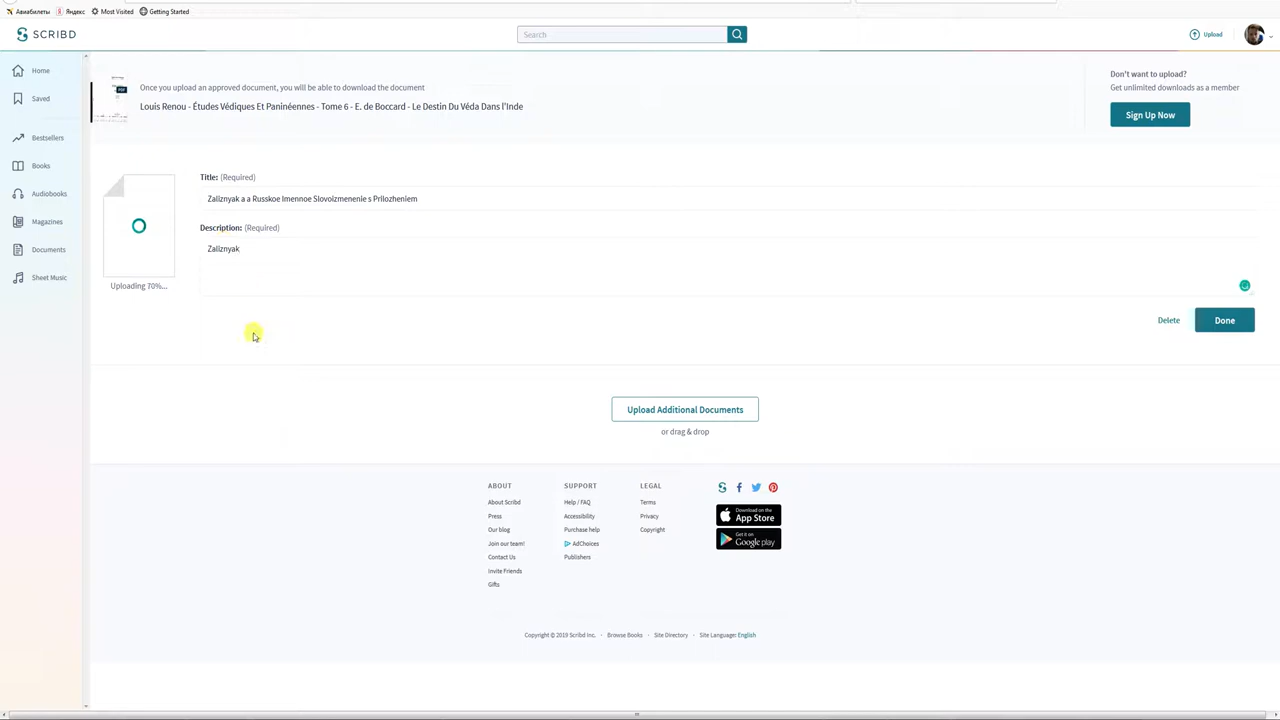 Авиабилеты Яндекс Most Visited Getting Started
SCRIBD
Search
Upload
Home
Saved
Bestsellers
Books
Audiobooks
Magazines
Documents
Sheet Music
PDF
Once you upload an approved document, you will be able to download the document
Louis Renou - Études Védiques Et Paninéennes - Tome 6 - E. de Boccard - Le Destin Du Véda Dans l'Inde
Don't want to upload?
Get unlimited downloads as a member
Sign Up Now
Title: (Required)
Zaliznyak a a Russkoe Imennoe Slovoizmenenie s Prilozheniem
Description: (Required)
Zaliznyak
Uploading 70%...
Delete
Done
Upload Additional Documents
or drag & drop
ABOUT
About Scribd
Press
Our blog
Join our team!
Contact Us
Invite Friends
Gifts
SUPPORT
Help / FAQ
Accessibility
Purchase help
AdChoices
Publishers
LEGAL
Terms
Privacy
Copyright
Download on the
App Store
Get it on
Google play
Copyright © 2019 Scribd Inc. · Browse Books · Site Directory · Site Language: English